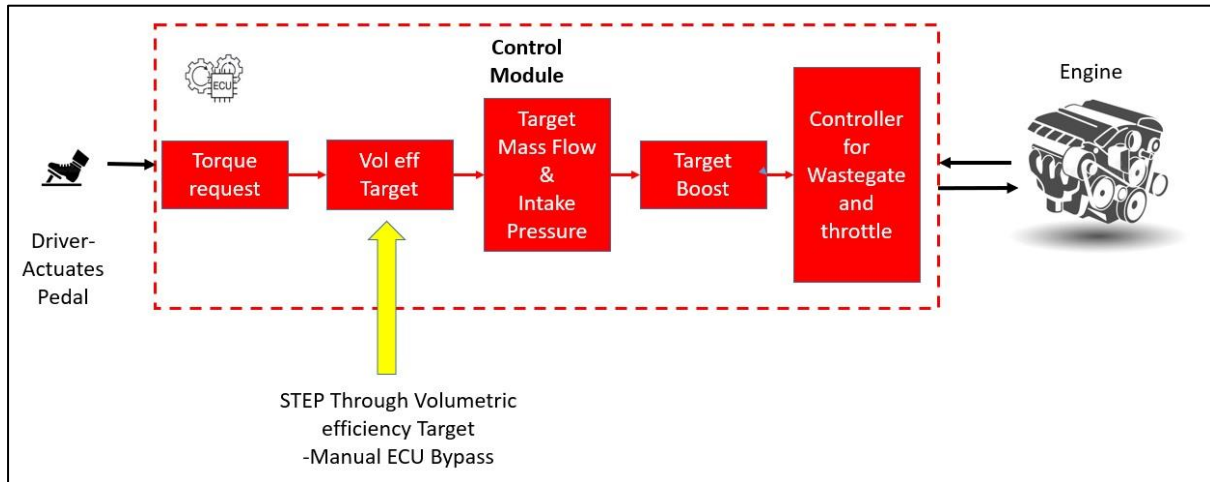 Control
Module
ECU
Engine
Torque
request
Vol eff
Target
Target
Mass Flow
&
Intake
Pressure
Target
Boost
Controller
for
Wastegate
and
throttle
Driver-
Actuates
Pedal
STEP Through Volumetric
efficiency Target
-Manual ECU Bypass